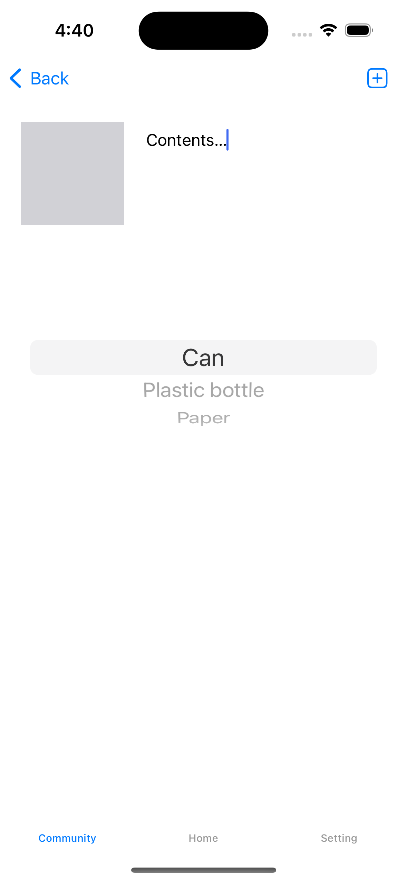 4:40
Back
Contents...
Can
Plastic bottle
Paper
Community Home Setting